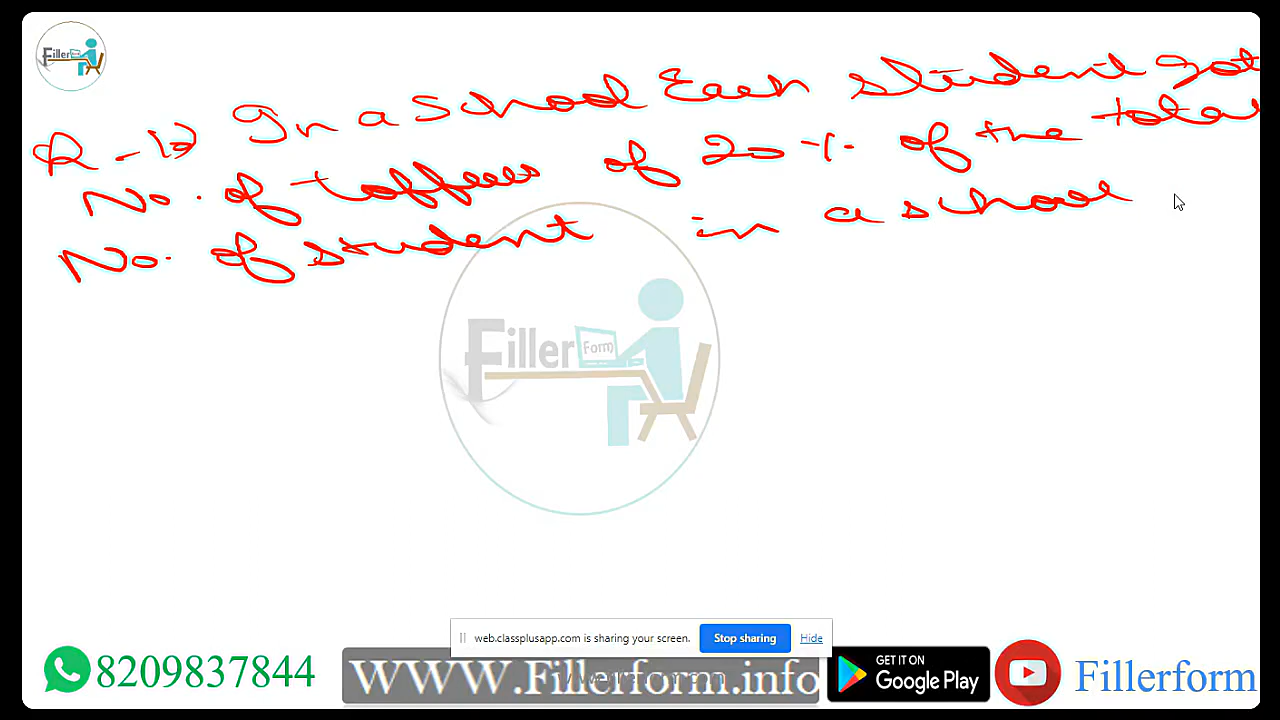 Filler
Q-12 In a School Each student got
No. of toffees of 20% of the total
No. of student in a school
Filler Form
web.classplusapp.com is sharing your screen. Stop sharing Hide
8209837844 WWW.Fillerform.info GET IT ON Google Play Fillerform